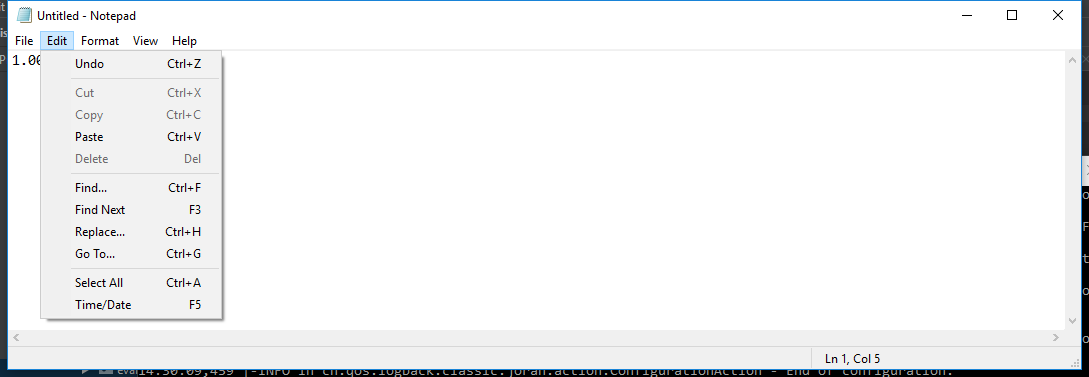 Untitled - Notepad
File Edit Format View Help
1.00
Undo Ctrl+Z
Cut Ctrl+X
Copy Ctrl+C
Paste Ctrl+V
Delete Del
Find... Ctrl+F
Find Next F3
Replace... Ctrl+H
Go To... Ctrl+G
Select All Ctrl+A
Time/Date F5
Ln 1, Col 5
14:30:09,459 |-INFO in ch.qos.logback.classic.joran.action.ConfigurationAction - End of configuration.